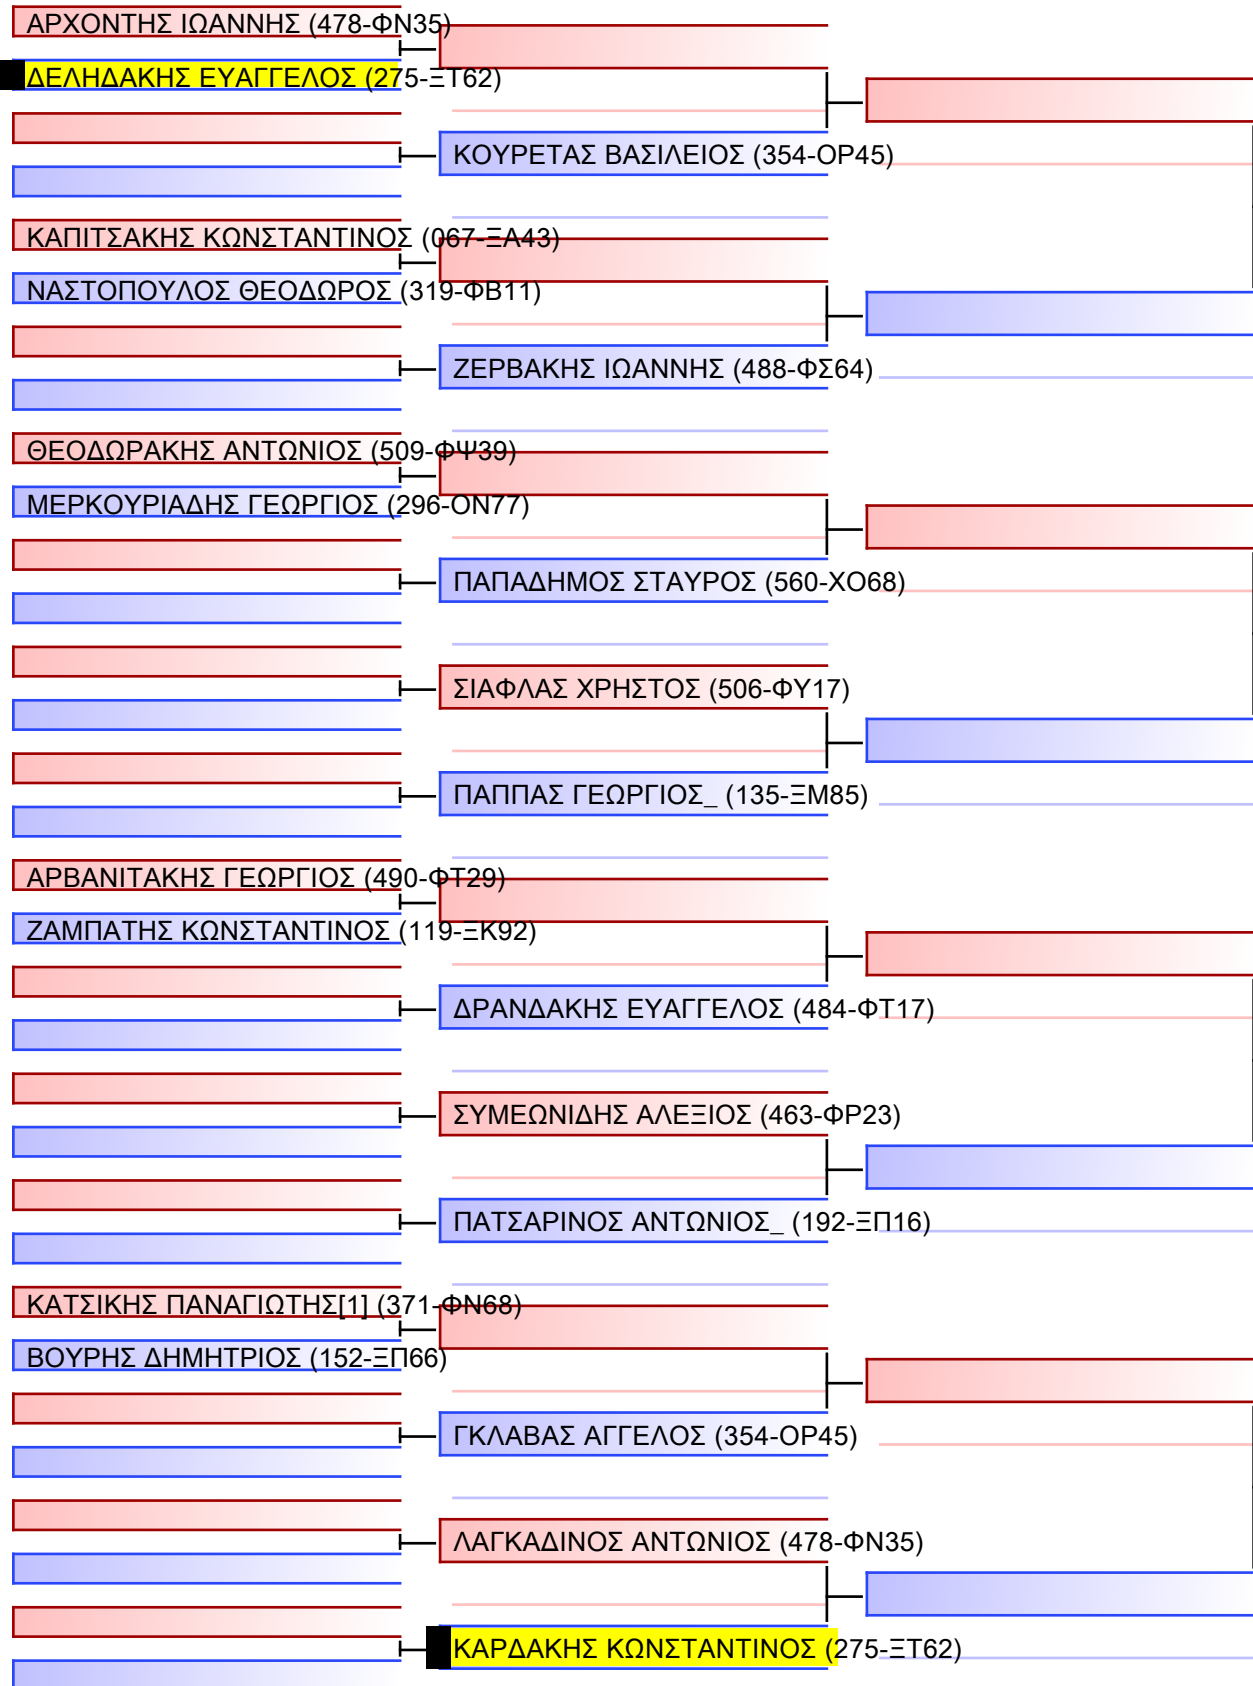 ΑΡΧΟΝΤΗΣ ΙΩΑΝΝΗΣ (478-ΦΝ35)
ΔΕΛΗΔΑΚΗΣ ΕΥΑΓΓΕΛΟΣ (275-ΞΤ62)
ΚΟΥΡΕΤΑΣ ΒΑΣΙΛΕΙΟΣ (354-ΟΡ45)
ΚΑΠΙΤΣΑΚΗΣ ΚΩΝΣΤΑΝΤΙΝΟΣ (067-ΞΑ43)
ΝΑΣΤΟΠΟΥΛΟΣ ΘΕΟΔΩΡΟΣ (319-ΦΒ11)
ΖΕΡΒΑΚΗΣ ΙΩΑΝΝΗΣ (488-ΦΣ64)
ΘΕΟΔΩΡΑΚΗΣ ΑΝΤΩΝΙΟΣ (509-ΦΨ39)
ΜΕΡΚΟΥΡΙΑΔΗΣ ΓΕΩΡΓΙΟΣ (296-ΟΝ77)
ΠΑΠΑΔΗΜΟΣ ΣΤΑΥΡΟΣ (560-ΧΟ68)
ΣΙΑΦΛΑΣ ΧΡΗΣΤΟΣ (506-ΦΥ17)
ΠΑΠΠΑΣ ΓΕΩΡΓΙΟΣ_ (135-ΞΜ85)
ΑΡΒΑΝΙΤΑΚΗΣ ΓΕΩΡΓΙΟΣ (490-ΦΤ29)
ΖΑΜΠΑΤΗΣ ΚΩΝΣΤΑΝΤΙΝΟΣ (119-ΞΚ92)
ΔΡΑΝΔΑΚΗΣ ΕΥΑΓΓΕΛΟΣ (484-ΦΤ17)
ΣΥΜΕΩΝΙΔΗΣ ΑΛΕΞΙΟΣ (463-ΦΡ23)
ΠΑΤΣΑΡΙΝΟΣ ΑΝΤΩΝΙΟΣ_ (192-ΞΠ16)
ΚΑΤΣΙΚΗΣ ΠΑΝΑΓΙΩΤΗΣ[1] (371-ΦΝ68)
ΒΟΥΡΗΣ ΔΗΜΗΤΡΙΟΣ (152-ΞΠ66)
ΓΚΛΑΒΑΣ ΑΓΓΕΛΟΣ (354-ΟΡ45)
ΛΑΓΚΑΔΙΝΟΣ ΑΝΤΩΝΙΟΣ (478-ΦΝ35)
ΚΑΡΔΑΚΗΣ ΚΩΝΣΤΑΝΤΙΝΟΣ (275-ΞΤ62)